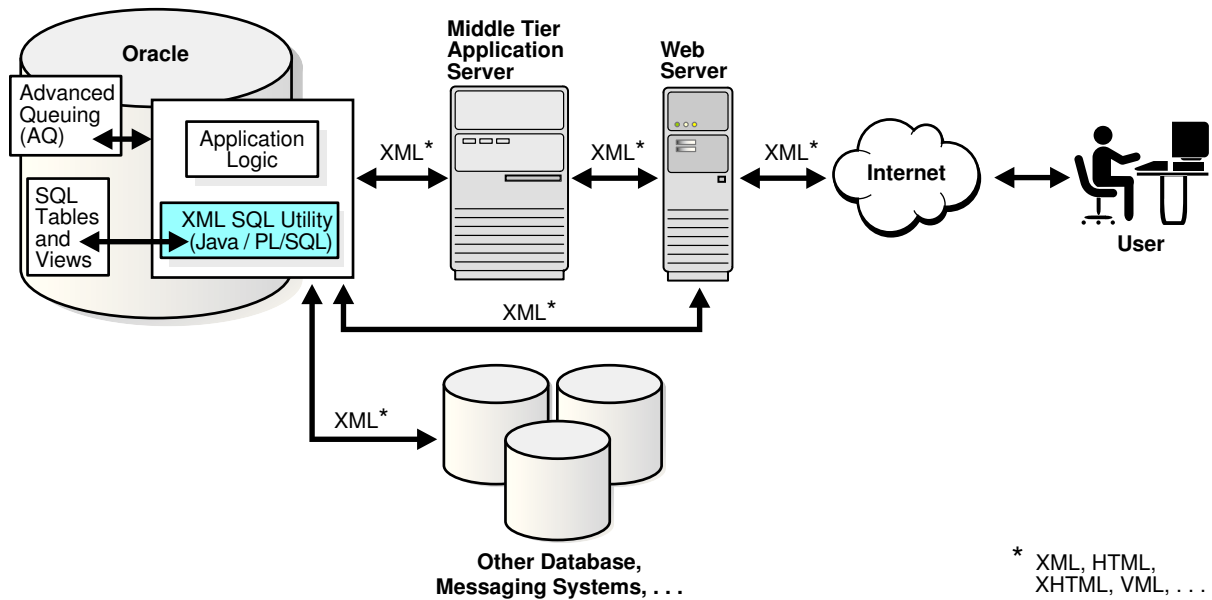 Oracle
Advanced
Queuing
(AQ)
Application
Logic
SQL
Tables
and
Views
XML SQL Utility
(Java / PL/SQL)
XML*
Middle Tier
Application
Server
XML*
Web
Server
XML*
Internet
User
XML*
XML*
Other Database,
Messaging Systems, . . .
* XML, HTML,
XHTML, VML, . . .